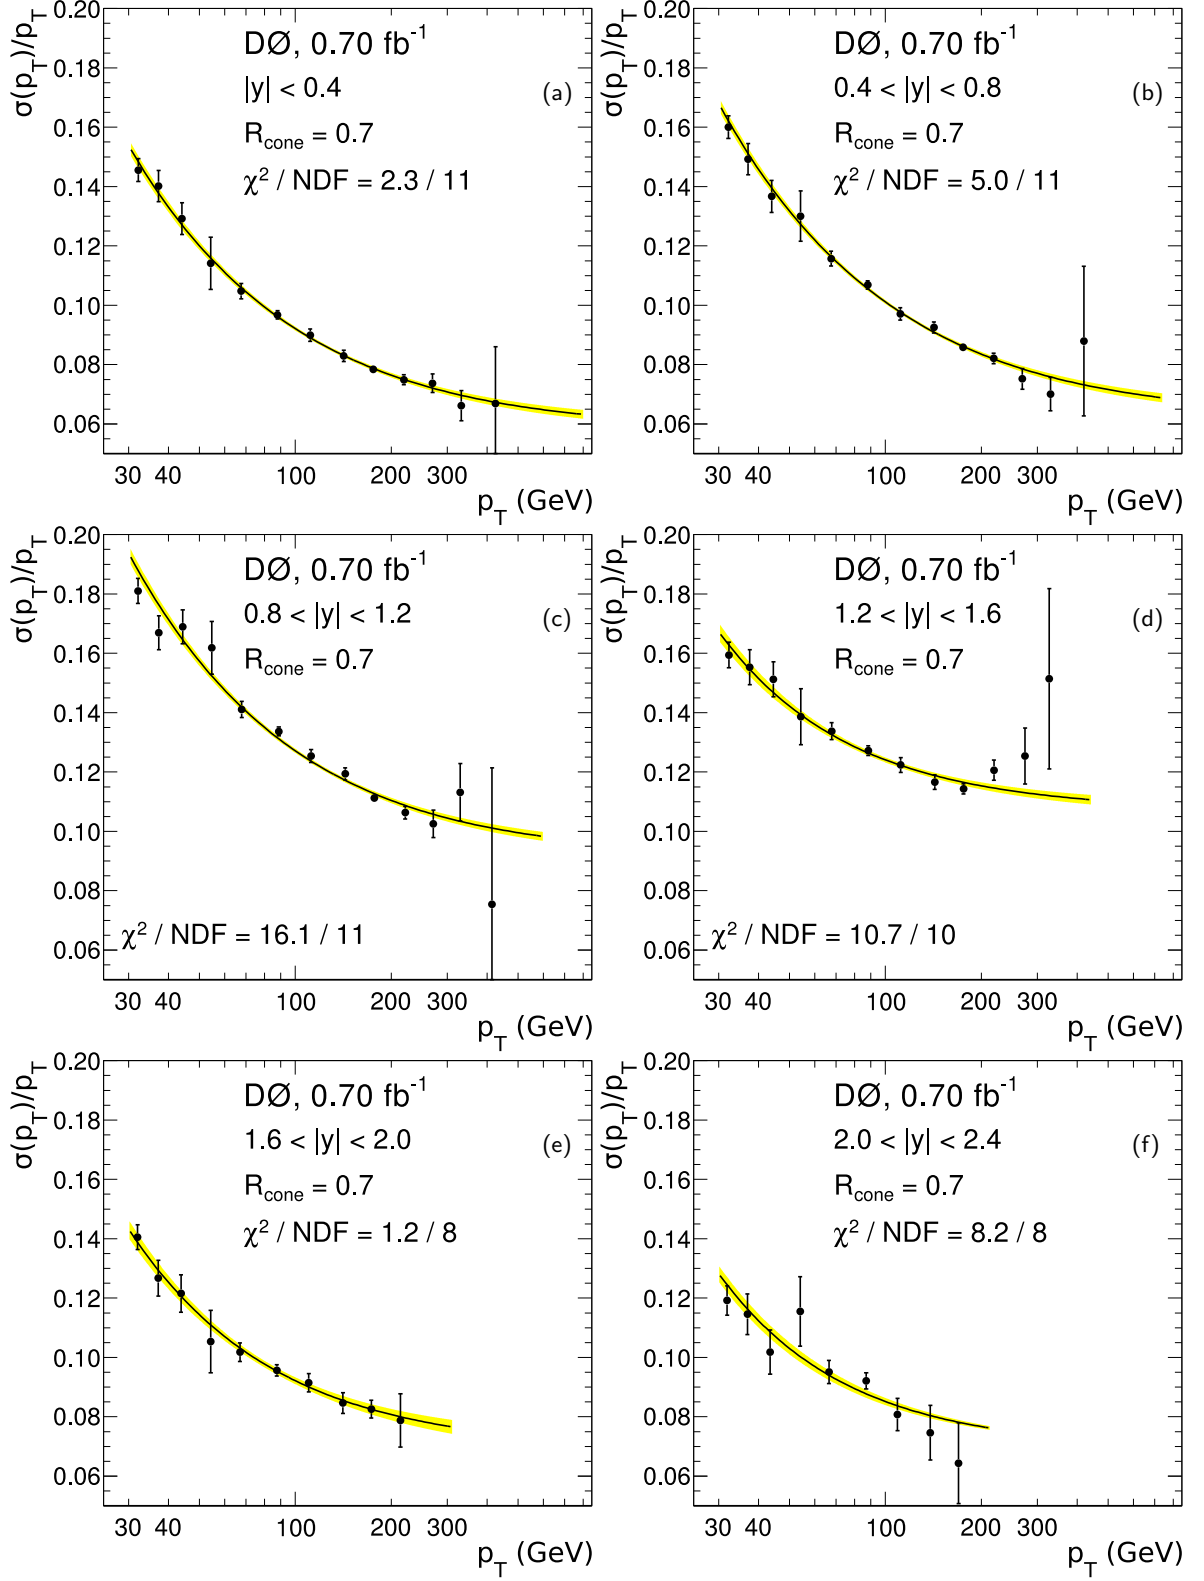 σ(p_T)/p_T
0.20
0.18
0.16
0.14
0.12
0.10
0.08
0.06
DØ, 0.70 fb⁻¹
|y| < 0.4
(a)
R_cone = 0.7
χ² / NDF = 2.3 / 11
30 40 100 200 300
p_T (GeV)
σ(p_T)/p_T
0.20
0.18
0.16
0.14
0.12
0.10
0.08
0.06
DØ, 0.70 fb⁻¹
0.4 < |y| < 0.8
(b)
R_cone = 0.7
χ² / NDF = 5.0 / 11
30 40 100 200 300
p_T (GeV)
σ(p_T)/p_T
0.20
0.18
0.16
0.14
0.12
0.10
0.08
0.06
DØ, 0.70 fb⁻¹
0.8 < |y| < 1.2
(c)
R_cone = 0.7
χ² / NDF = 16.1 / 11
30 40 100 200 300
p_T (GeV)
σ(p_T)/p_T
0.20
0.18
0.16
0.14
0.12
0.10
0.08
0.06
DØ, 0.70 fb⁻¹
1.2 < |y| < 1.6
(d)
R_cone = 0.7
χ² / NDF = 10.7 / 10
30 40 100 200 300
p_T (GeV)
σ(p_T)/p_T
0.20
0.18
0.16
0.14
0.12
0.10
0.08
0.06
DØ, 0.70 fb⁻¹
1.6 < |y| < 2.0
(e)
R_cone = 0.7
χ² / NDF = 1.2 / 8
30 40 100 200 300
p_T (GeV)
σ(p_T)/p_T
0.20
0.18
0.16
0.14
0.12
0.10
0.08
0.06
DØ, 0.70 fb⁻¹
2.0 < |y| < 2.4
(f)
R_cone = 0.7
χ² / NDF = 8.2 / 8
30 40 100 200 300
p_T (GeV)